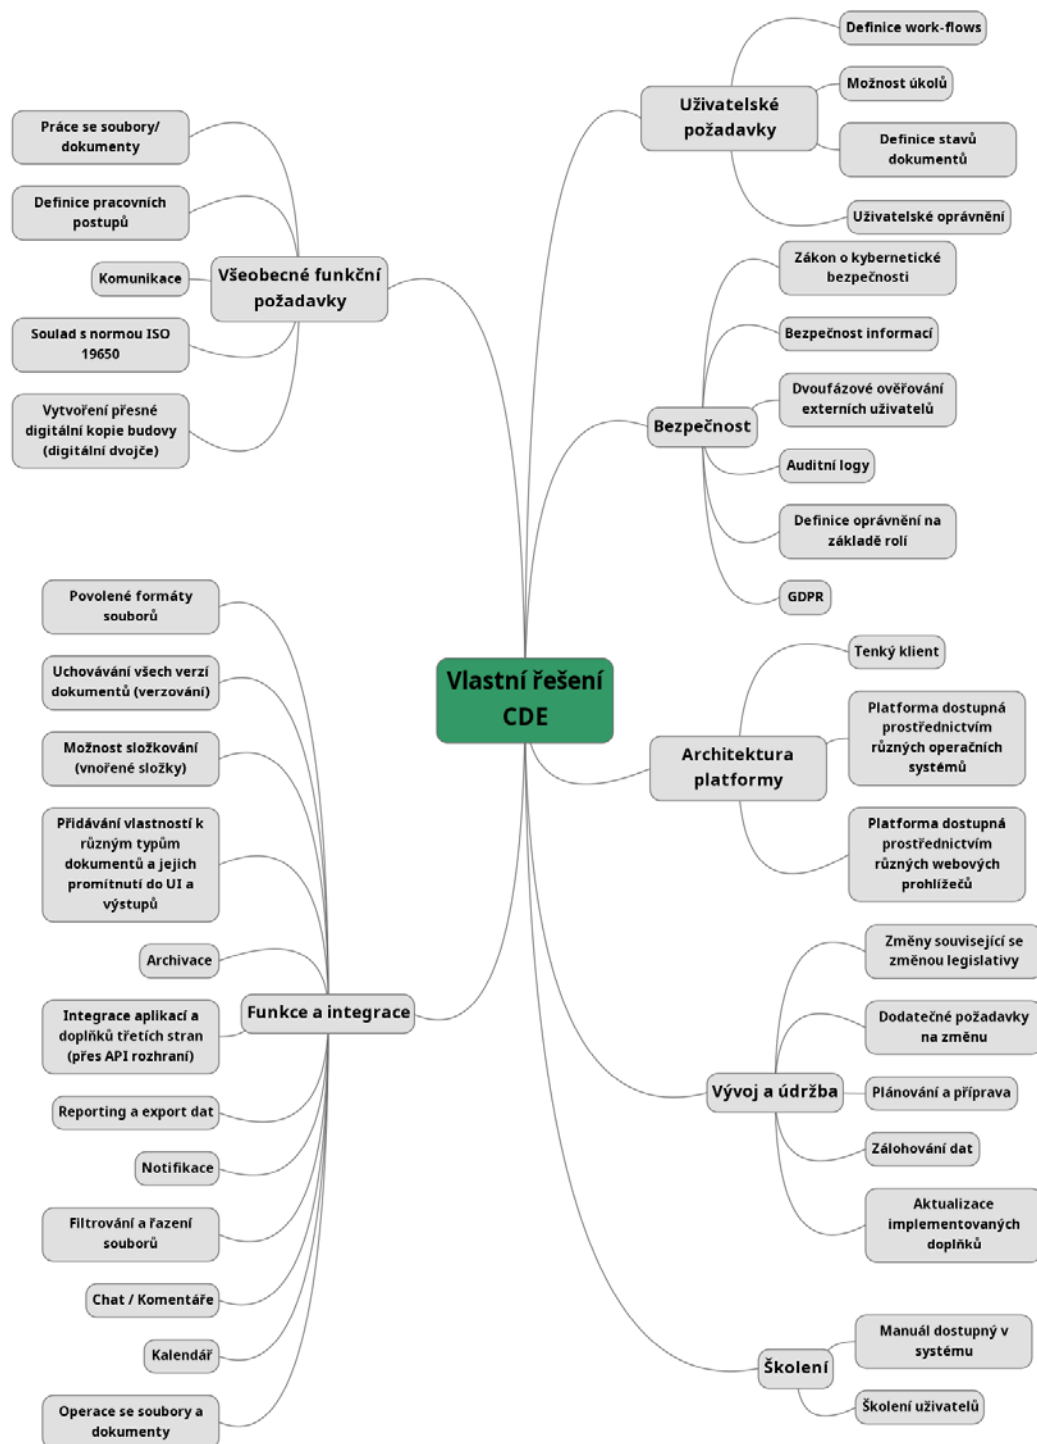 Vlastní řešení
CDE
Všeobecné funkční
požadavky
Práce se soubory/
dokumenty
Definice pracovních
postupů
Komunikace
Soulad s normou ISO
19650
Vytvoření přesné
digitální kopie budovy
(digitální dvojče)
Funkce a integrace
Povolené formáty
souborů
Uchovávání všech verzí
dokumentů (verzování)
Možnost složkování
(vnořené složky)
Přidávání vlastností k
různým typům
dokumentů a jejich
promítnutí do UI a
výstupů
Archivace
Integrace aplikací a
doplňků třetích stran
(přes API rozhraní)
Reporting a export dat
Notifikace
Filtrování a řazení
souborů
Chat / Komentáře
Kalendář
Operace se soubory a
dokumenty
Uživatelské
požadavky
Definice work-flows
Možnost úkolů
Definice stavů
dokumentů
Uživatelské oprávnění
Bezpečnost
Zákon o kybernetické
bezpečnosti
Bezpečnost informací
Dvoufázové ověřování
externích uživatelů
Auditní logy
Definice oprávnění na
základě rolí
GDPR
Architektura
platformy
Tenký klient
Platforma dostupná
prostřednictvím
různých operačních
systémů
Platforma dostupná
prostřednictvím
různých webových
prohlížečů
Vývoj a údržba
Změny související se
změnou legislativy
Dodatečné požadavky
na změnu
Plánování a příprava
Zálohování dat
Aktualizace
implementovaných
doplňků
Školení
Manuál dostupný v
systému
Školení uživatelů